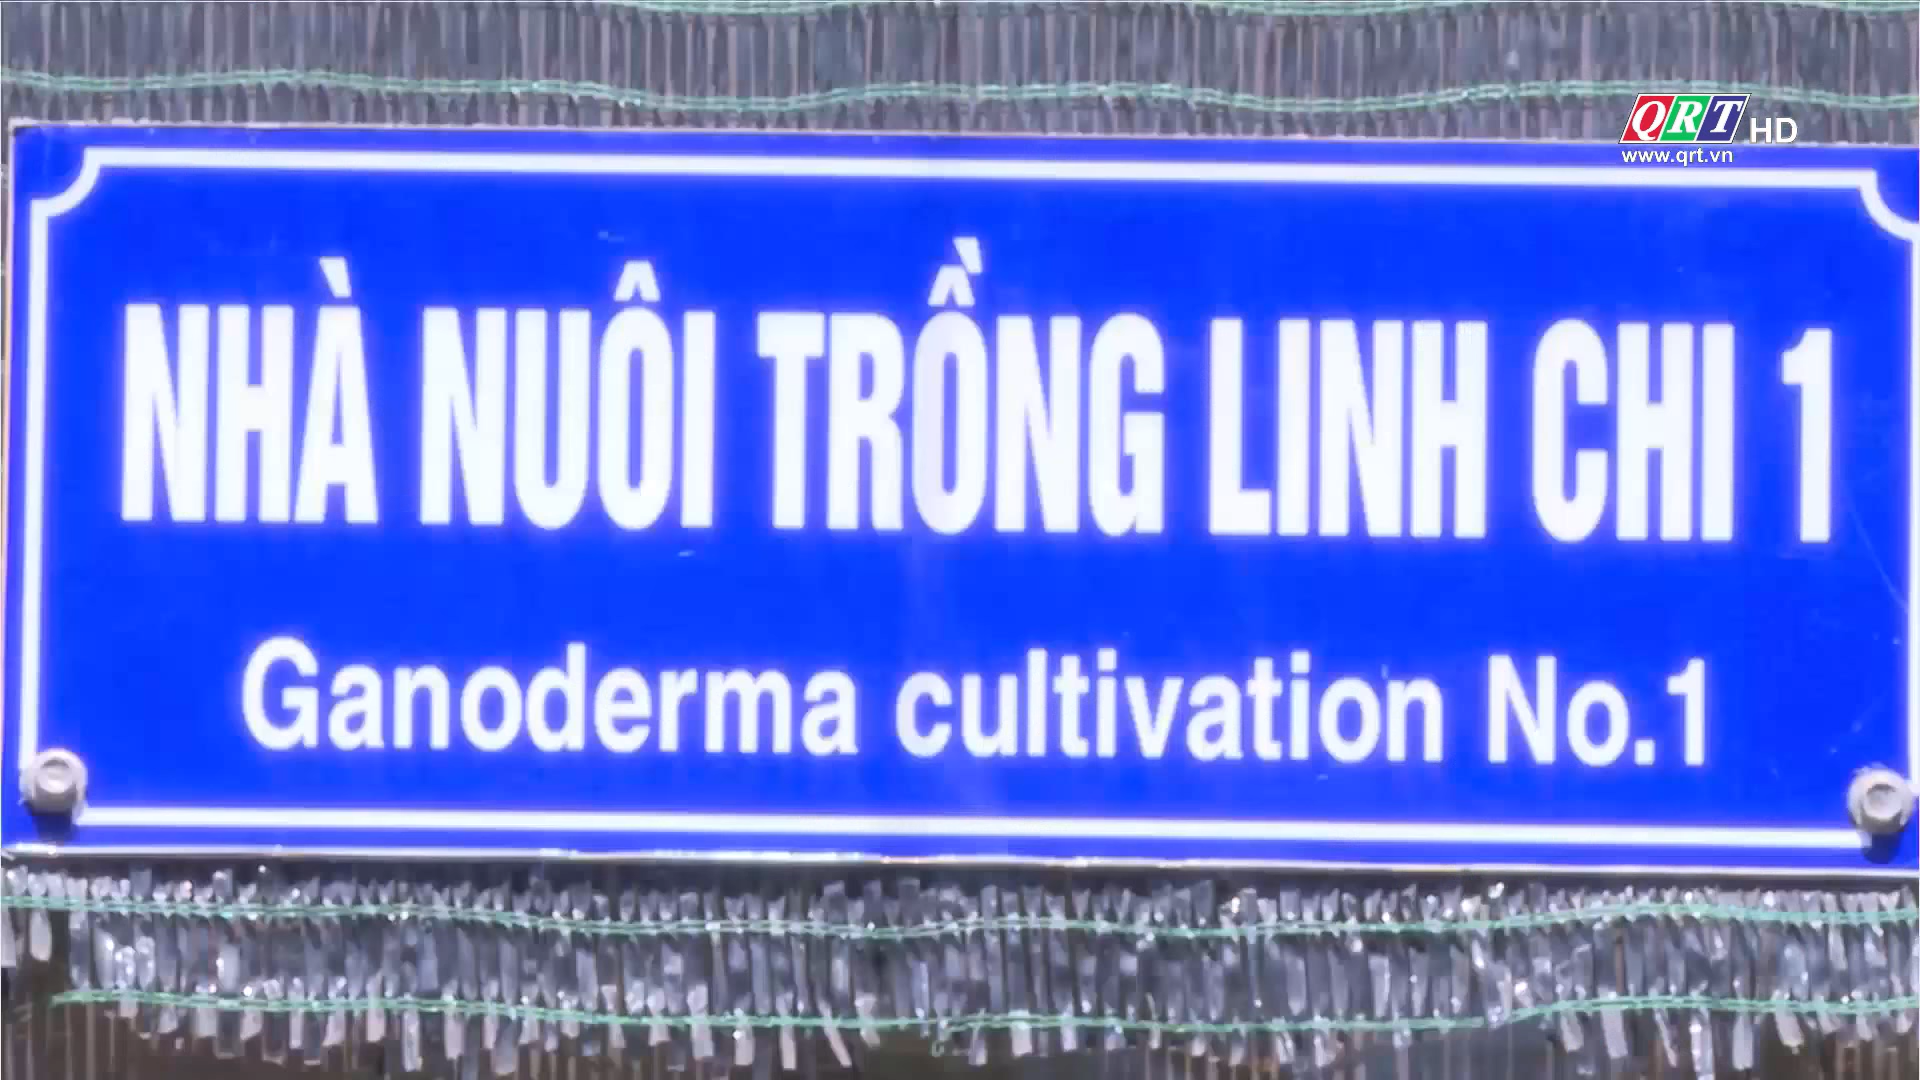 QRT HD
www.qrt.vn
NHÀ NUÔI TRỒNG LINH CHI 1
Ganoderma cultivation No.1